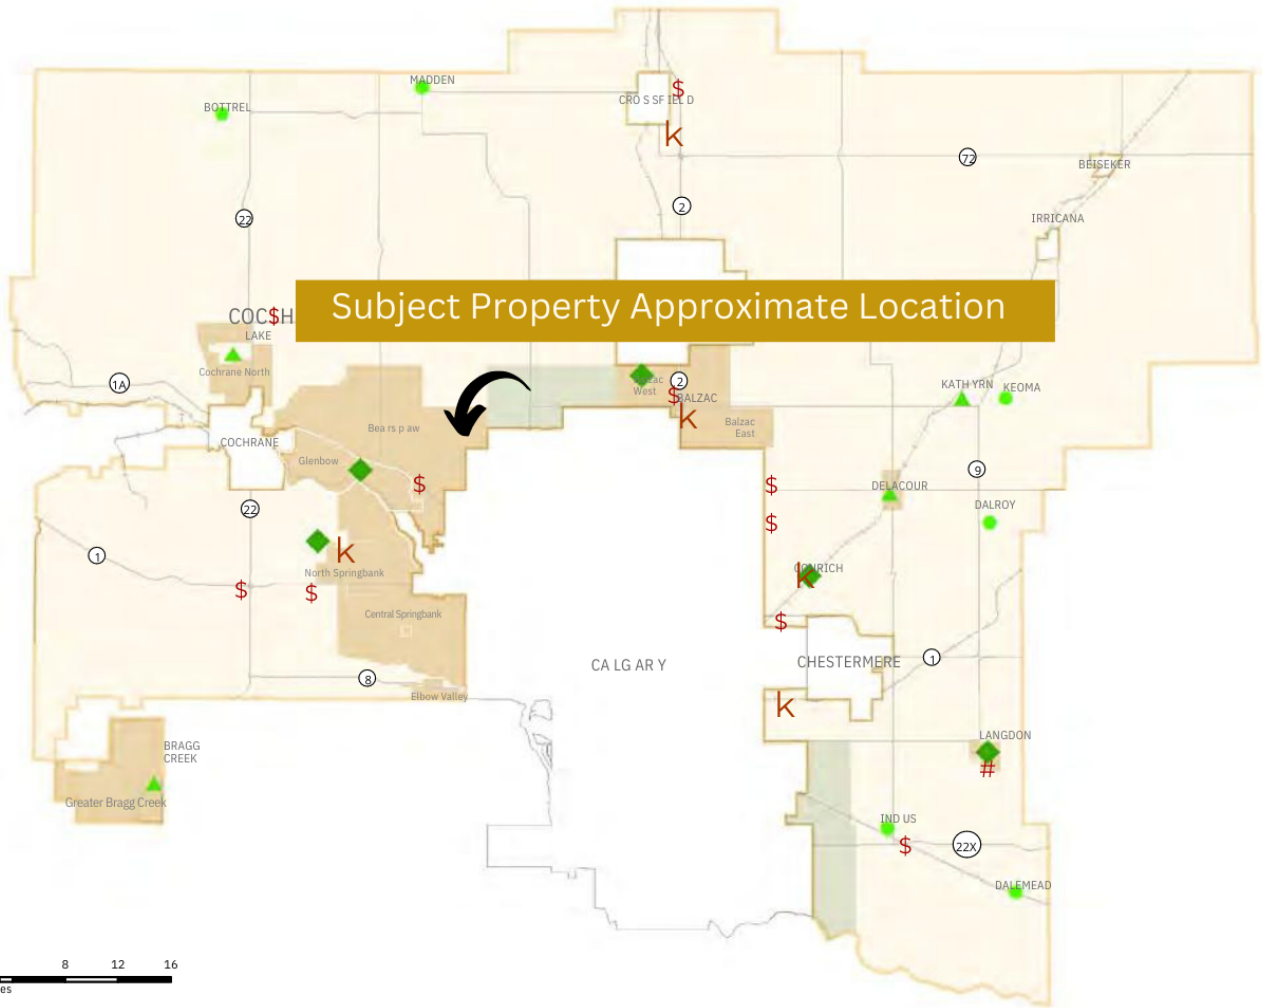 MADDEN
BOTTREL
$
CRO S SF IEL D
k
72
BEISEKER
22
2
IRRICANA
Subject Property Approximate Location
COC$H
LAKE
Cochrane North
1A
2
West
$
BALZAC
k
Balzac
East
KATH YRN
KEOMA
Bea rs p aw
COCHRANE
Glenbow
$
$
9
DELACOUR
22
DALROY
$
1
k
North Springbank
CONRICH
k
$
$
Central Springbank
$
CA LG AR Y
CHESTERMERE
1
8
Elbow Valley
k
BRAGG
CREEK
LANGDON
#
Greater Bragg Creek
IND US
$
22X
DALEMEAD
8 12 16
es